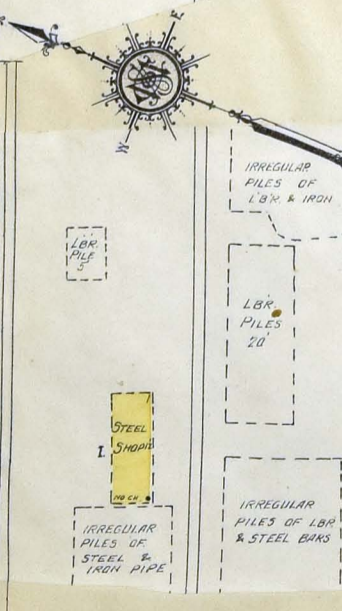 E
W
IRREGULAR
PILES OF
LB'R. & IRON
LBR.
PILE
5'
LBR.
PILES
20'
STEEL
SHOP
1
I.
NO CH.
IRREGULAR
PILES OF
STEEL &
IRON PIPE
IRREGULAR
PILES OF LBR
& STEEL BARS